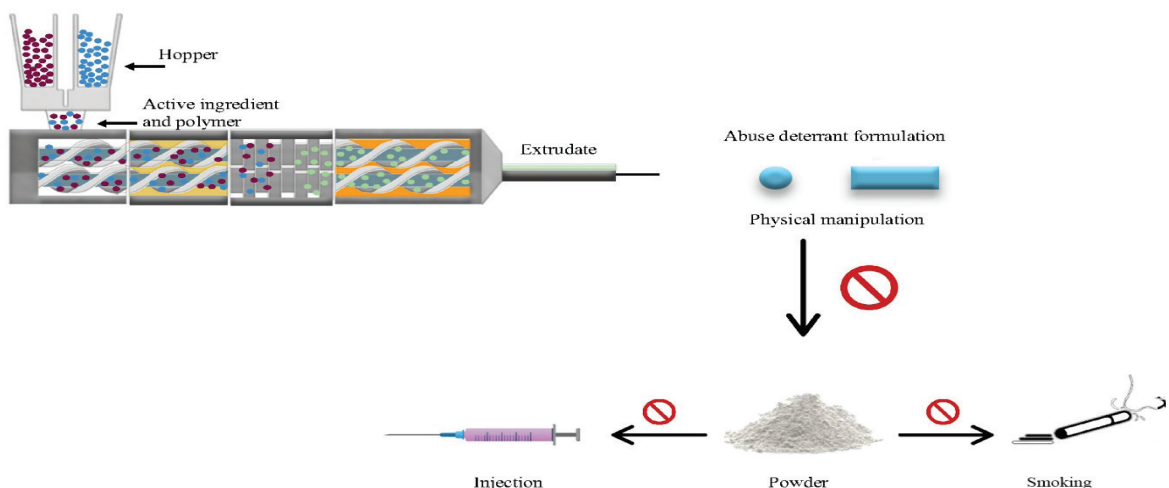 Hopper
Active ingredient
and polymer
Extrudate
Abuse deterrant formulation
Physical manipulation
Injection
Powder
Smoking